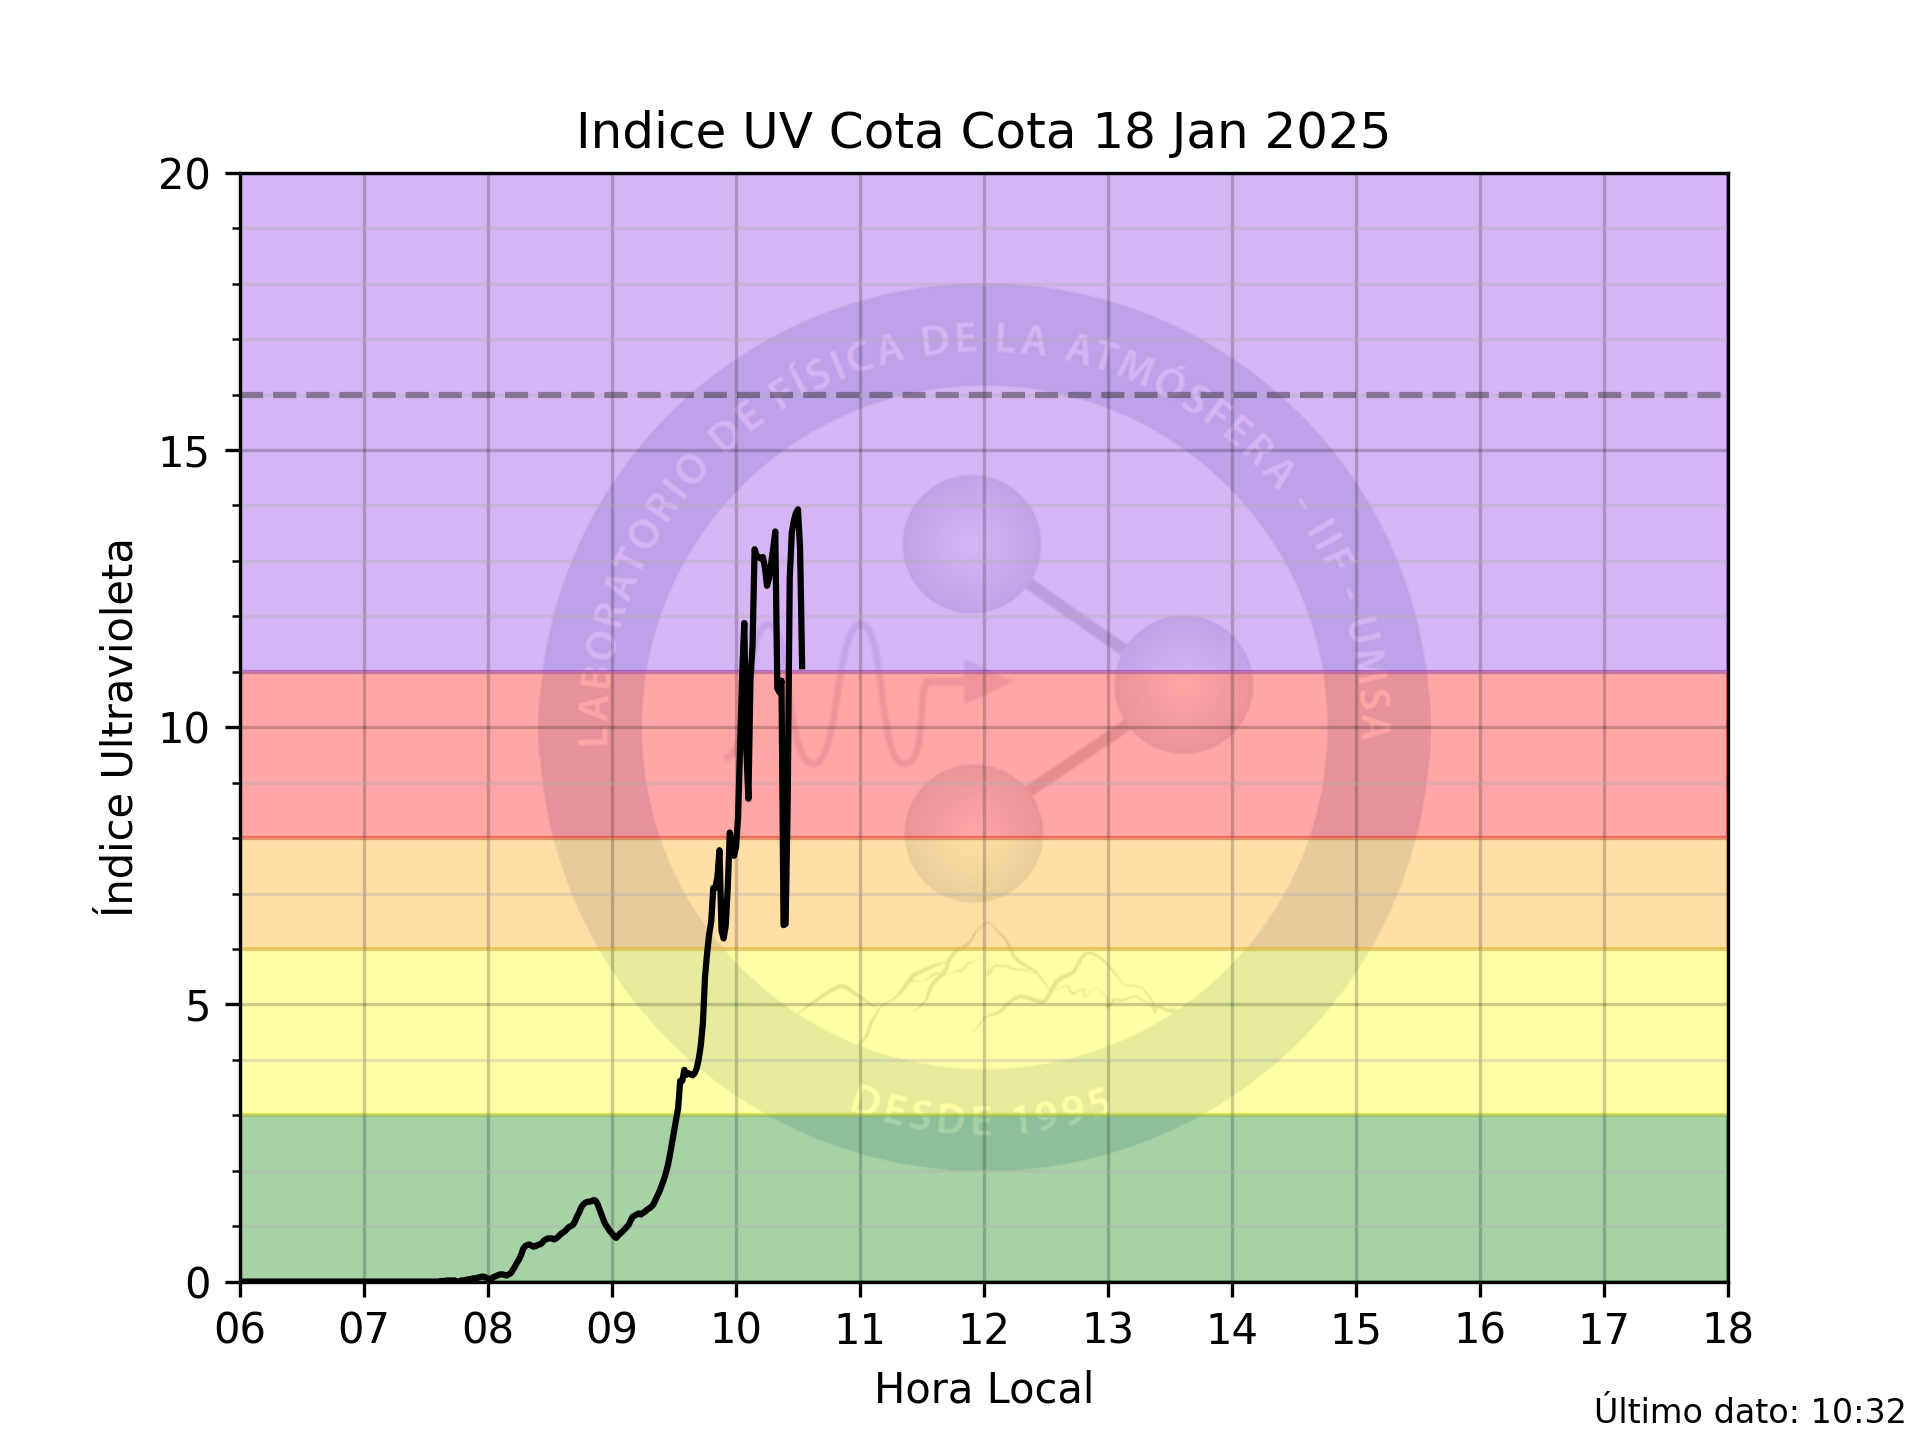 Indice UV Cota Cota 18 Jan 2025
20
15
10
5
0
Índice Ultravioleta
LABORATORIO DE FÍSICA DE LA ATMÓSFERA - IIF - UMSA
DESDE 1995
06 07 08 09 10 11 12 13 14 15 16 17 18
Hora Local
Último dato: 10:32